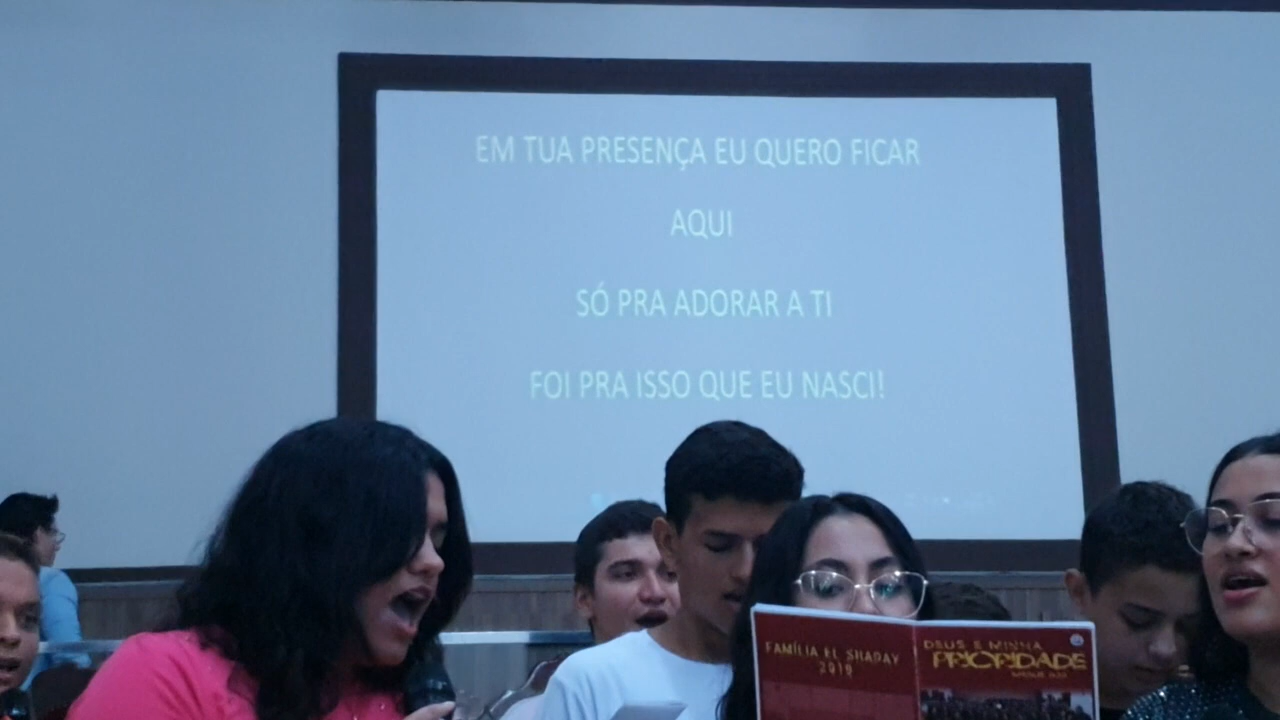 EM TUA PRESENÇA EU QUERO FICAR
AQUI
SÓ PRA ADORAR A TI
FOI PRA ISSO QUE EU NASCI!
FAMÍLIA EL SHADAY
2019
DEUS É MINHA
PRIORIDADE